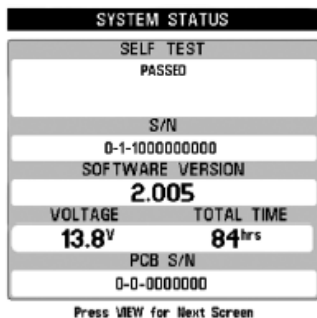 SYSTEM STATUS
SELF TEST
PASSED
S/N
0-1-1000000000
SOFTWARE VERSION
2.005
VOLTAGE TOTAL TIME
13.8V 84hrs
PCB S/N
0-0-0000000
Press VIEW for Next Screen